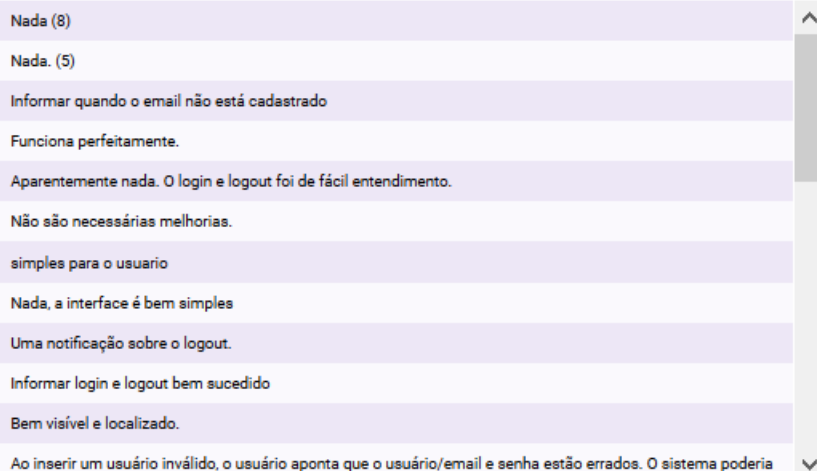 Nada (8)
Nada. (5)
Informar quando o email não está cadastrado
Funciona perfeitamente.
Aparentemente nada. O login e logout foi de fácil entendimento.
Não são necessárias melhorias.
simples para o usuario
Nada, a interface é bem simples
Uma notificação sobre o logout.
Informar login e logout bem sucedido
Bem visível e localizado.
Ao inserir um usuário inválido, o usuário aponta que o usuário/email e senha estão errados. O sistema poderia